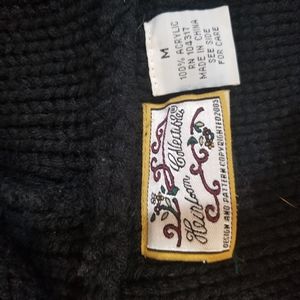 M
100% ACRYLIC
RN 104317
MADE IN CHINA
SEE SIDE
FOR CARE
Heirloom
Collectibles
DESIGN AND PATTERN COPYRIGHTED 2005